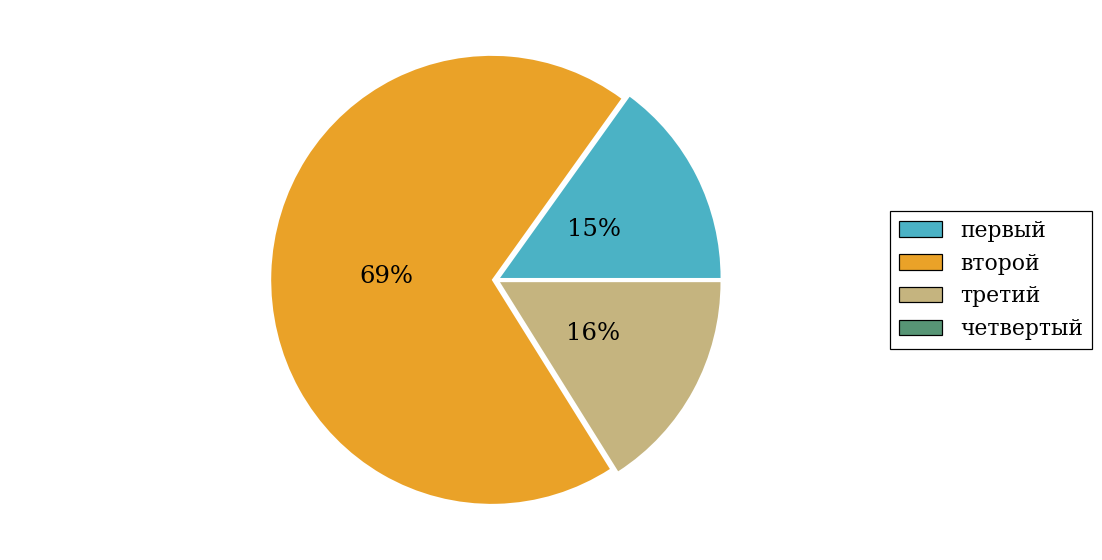 15%
69%
16%
первый
второй
третий
четвертый